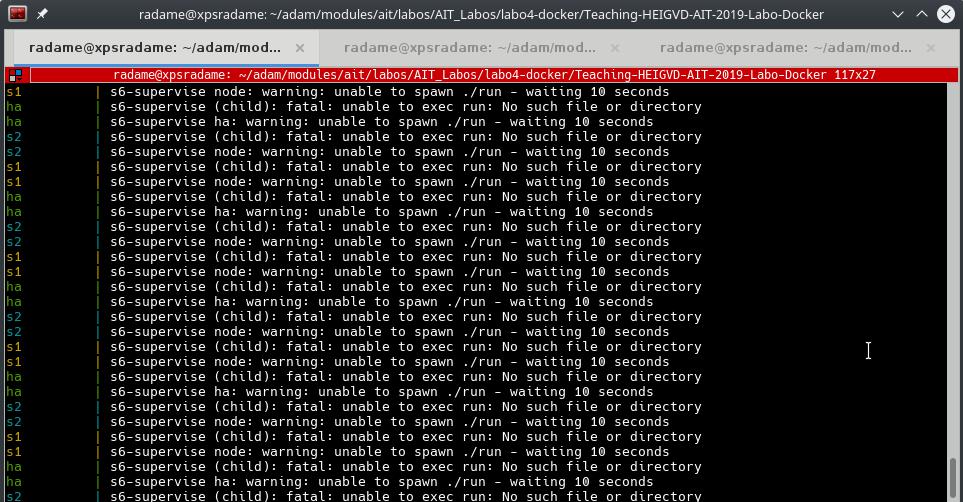 radame@xpsradame: ~/adam/modules/ait/labos/AIT_Labos/labo4-docker/Teaching-HEIGVD-AIT-2019-Labo-Docker
radame@xpsradame: ~/adam/mod... × radame@xpsradame: ~/adam/mod... × radame@xpsradame: ~/adam/mod... ×
radame@xpsradame: ~/adam/modules/ait/labos/AIT_Labos/labo4-docker/Teaching-HEIGVD-AIT-2019-Labo-Docker 117x27
s1 | s6-supervise node: warning: unable to spawn ./run - waiting 10 seconds
ha | s6-supervise (child): fatal: unable to exec run: No such file or directory
ha | s6-supervise ha: warning: unable to spawn ./run - waiting 10 seconds
s2 | s6-supervise (child): fatal: unable to exec run: No such file or directory
s2 | s6-supervise node: warning: unable to spawn ./run - waiting 10 seconds
s1 | s6-supervise (child): fatal: unable to exec run: No such file or directory
s1 | s6-supervise node: warning: unable to spawn ./run - waiting 10 seconds
ha | s6-supervise (child): fatal: unable to exec run: No such file or directory
ha | s6-supervise ha: warning: unable to spawn ./run - waiting 10 seconds
s2 | s6-supervise (child): fatal: unable to exec run: No such file or directory
s2 | s6-supervise node: warning: unable to spawn ./run - waiting 10 seconds
s1 | s6-supervise (child): fatal: unable to exec run: No such file or directory
s1 | s6-supervise node: warning: unable to spawn ./run - waiting 10 seconds
ha | s6-supervise (child): fatal: unable to exec run: No such file or directory
ha | s6-supervise ha: warning: unable to spawn ./run - waiting 10 seconds
s2 | s6-supervise (child): fatal: unable to exec run: No such file or directory
s2 | s6-supervise node: warning: unable to spawn ./run - waiting 10 seconds
s1 | s6-supervise (child): fatal: unable to exec run: No such file or directory
s1 | s6-supervise node: warning: unable to spawn ./run - waiting 10 seconds
ha | s6-supervise (child): fatal: unable to exec run: No such file or directory
ha | s6-supervise ha: warning: unable to spawn ./run - waiting 10 seconds
s2 | s6-supervise (child): fatal: unable to exec run: No such file or directory
s2 | s6-supervise node: warning: unable to spawn ./run - waiting 10 seconds
s1 | s6-supervise (child): fatal: unable to exec run: No such file or directory
s1 | s6-supervise node: warning: unable to spawn ./run - waiting 10 seconds
ha | s6-supervise (child): fatal: unable to exec run: No such file or directory
ha | s6-supervise ha: warning: unable to spawn ./run - waiting 10 seconds
s2 | s6-supervise (child): fatal: unable to exec run: No such file or directory